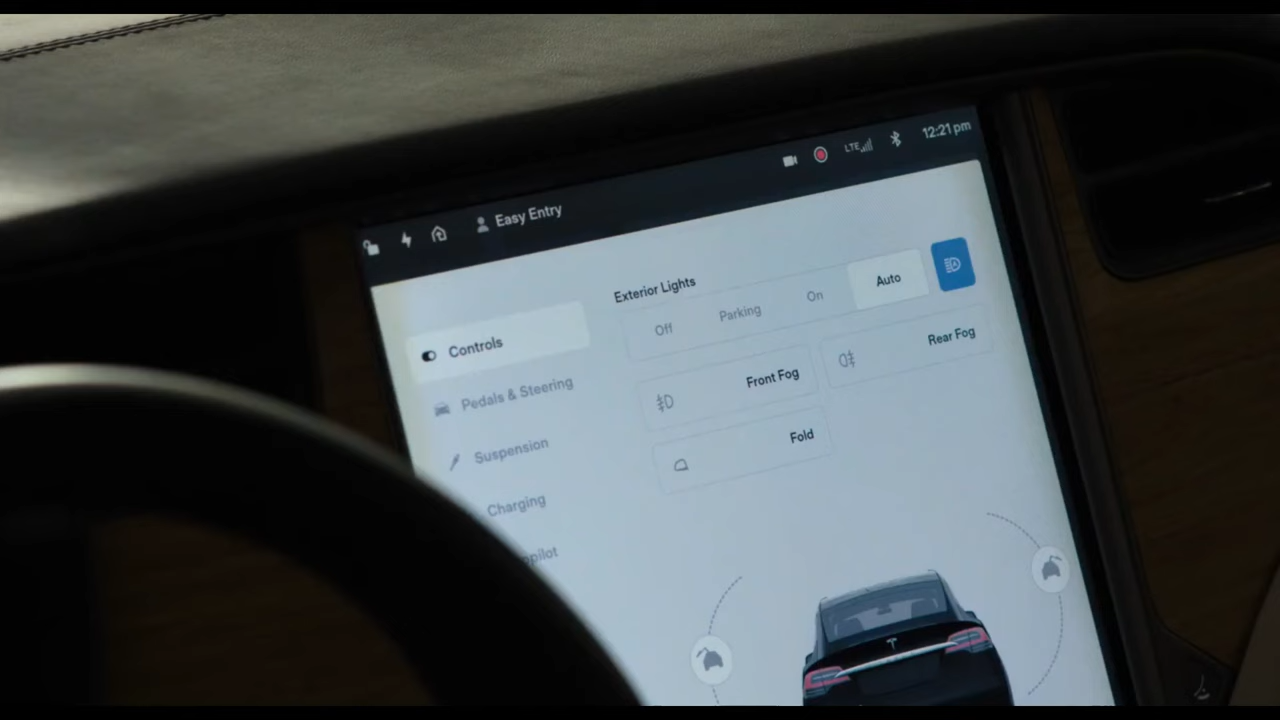 12:21 pm
LTE
Easy Entry
Exterior Lights
Off Parking On Auto
Controls
Front Fog Rear Fog
Pedals & Steering
Fold
Suspension
Charging